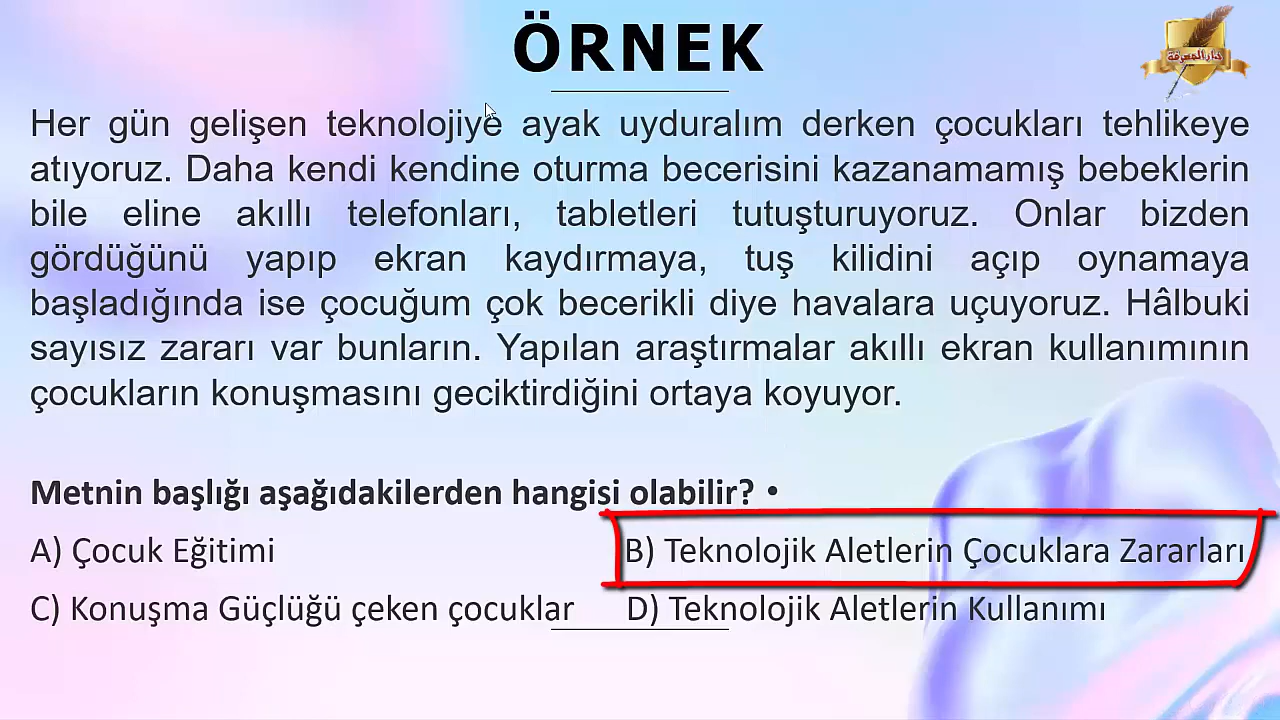 ÖRNEK
دار المعرفة
Her gün gelişen teknolojiye ayak uyduralım derken çocukları tehlikeye
atıyoruz. Daha kendi kendine oturma becerisini kazanamamış bebeklerin
bile eline akıllı telefonları, tabletleri tutuşturuyoruz. Onlar bizden
gördüğünü yapıp ekran kaydırmaya, tuş kilidini açıp oynamaya
başladığında ise çocuğum çok becerikli diye havalara uçuyoruz. Hâlbuki
sayısız zararı var bunların. Yapılan araştırmalar akıllı ekran kullanımının
çocukların konuşmasını geciktirdiğini ortaya koyuyor.
Metnin başlığı aşağıdakilerden hangisi olabilir? •
A) Çocuk Eğitimi B) Teknolojik Aletlerin Çocuklara Zararları
C) Konuşma Güçlüğü çeken çocuklar D) Teknolojik Aletlerin Kullanımı